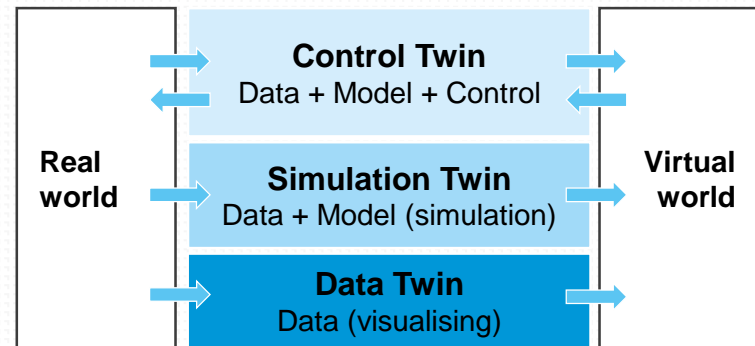 Real
world
Control Twin
Data + Model + Control
Simulation Twin
Data + Model (simulation)
Data Twin
Data (visualising)
Virtual
world